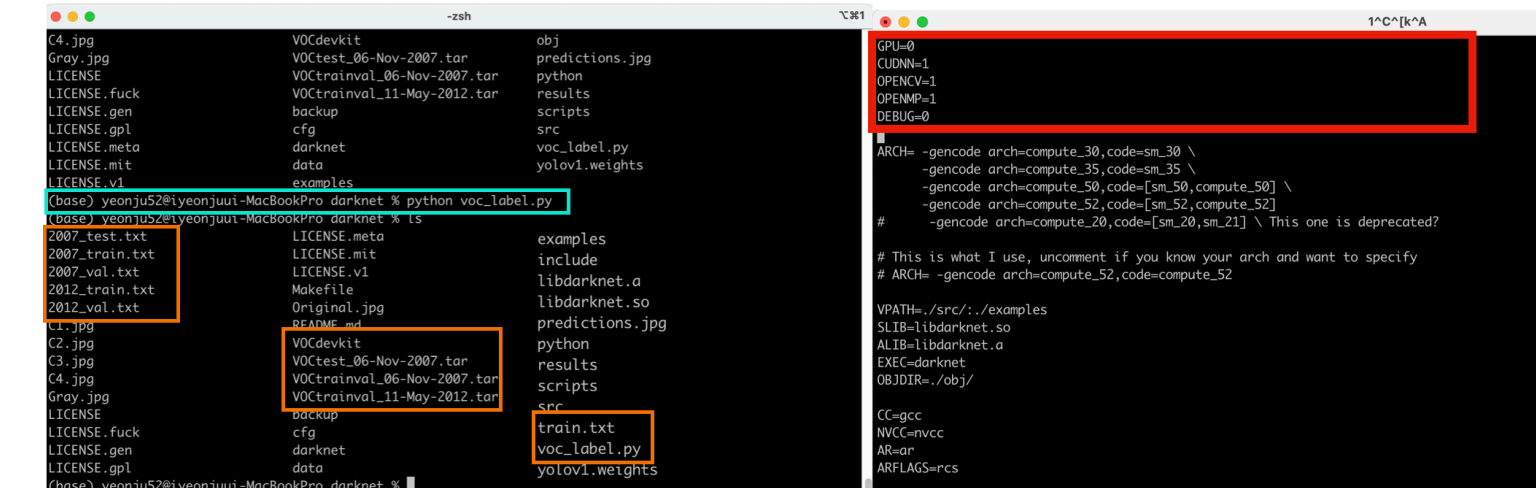 -zsh
⌥⌘1
C4.jpg VOCdevkit obj
Gray.jpg VOCtest_06-Nov-2007.tar predictions.jpg
LICENSE VOCtrainval_06-Nov-2007.tar python
LICENSE.fuck VOCtrainval_11-May-2012.tar results
LICENSE.gen backup scripts
LICENSE.gpl cfg src
LICENSE.meta darknet voc_label.py
LICENSE.mit data yolov1.weights
LICENSE.v1 examples
(base) yeonju52@iyeonjuui-MacBookPro darknet % python voc_label.py
(base) yeonju52@iyeonjuui-MacBookPro darknet % ls
2007_test.txt LICENSE.meta examples
2007_train.txt LICENSE.mit include
2007_val.txt LICENSE.v1 libdarknet.a
2012_train.txt Makefile libdarknet.so
2012_val.txt Original.jpg predictions.jpg
C1.jpg README.md python
C2.jpg VOCdevkit results
C3.jpg VOCtest_06-Nov-2007.tar scripts
C4.jpg VOCtrainval_06-Nov-2007.tar src
Gray.jpg VOCtrainval_11-May-2012.tar train.txt
LICENSE backup voc_label.py
LICENSE.fuck cfg yolov1.weights
LICENSE.gen darknet
LICENSE.gpl data
(base) yeonju52@iyeonjuui-MacBookPro darknet %
1^C^[k^A
GPU=0
CUDNN=1
OPENCV=1
OPENMP=1
DEBUG=0
ARCH= -gencode arch=compute_30,code=sm_30 \
-gencode arch=compute_35,code=sm_35 \
-gencode arch=compute_50,code=[sm_50,compute_50] \
-gencode arch=compute_52,code=[sm_52,compute_52]
# -gencode arch=compute_20,code=[sm_20,sm_21] \ This one is deprecated?
# This is what I use, uncomment if you know your arch and want to specify
# ARCH= -gencode arch=compute_52,code=compute_52
VPATH=./src/:./examples
SLIB=libdarknet.so
ALIB=libdarknet.a
EXEC=darknet
OBJDIR=./obj/
CC=gcc
NVCC=nvcc
AR=ar
ARFLAGS=rcs